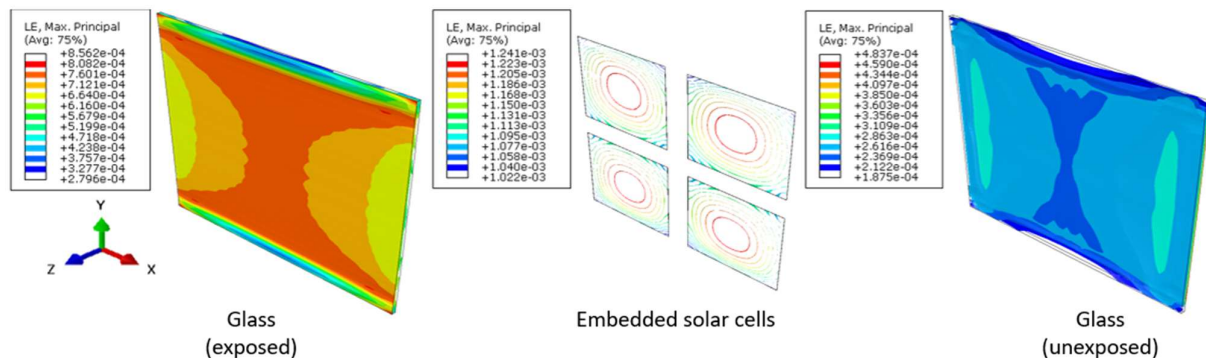 LE, Max. Principal
(Avg: 75%)
+8.562e-04
+8.082e-04
+7.601e-04
+7.121e-04
+6.640e-04
+6.160e-04
+5.679e-04
+5.199e-04
+4.718e-04
+4.238e-04
+3.757e-04
+3.277e-04
+2.796e-04
Y
Z
X
Glass
(exposed)
LE, Max. Principal
(Avg: 75%)
+1.241e-03
+1.223e-03
+1.205e-03
+1.186e-03
+1.168e-03
+1.150e-03
+1.131e-03
+1.113e-03
+1.095e-03
+1.077e-03
+1.058e-03
+1.040e-03
+1.022e-03
Embedded solar cells
LE, Max. Principal
(Avg: 75%)
+4.837e-04
+4.590e-04
+4.344e-04
+4.097e-04
+3.850e-04
+3.603e-04
+3.356e-04
+3.109e-04
+2.863e-04
+2.616e-04
+2.369e-04
+2.122e-04
+1.875e-04
Glass
(unexposed)